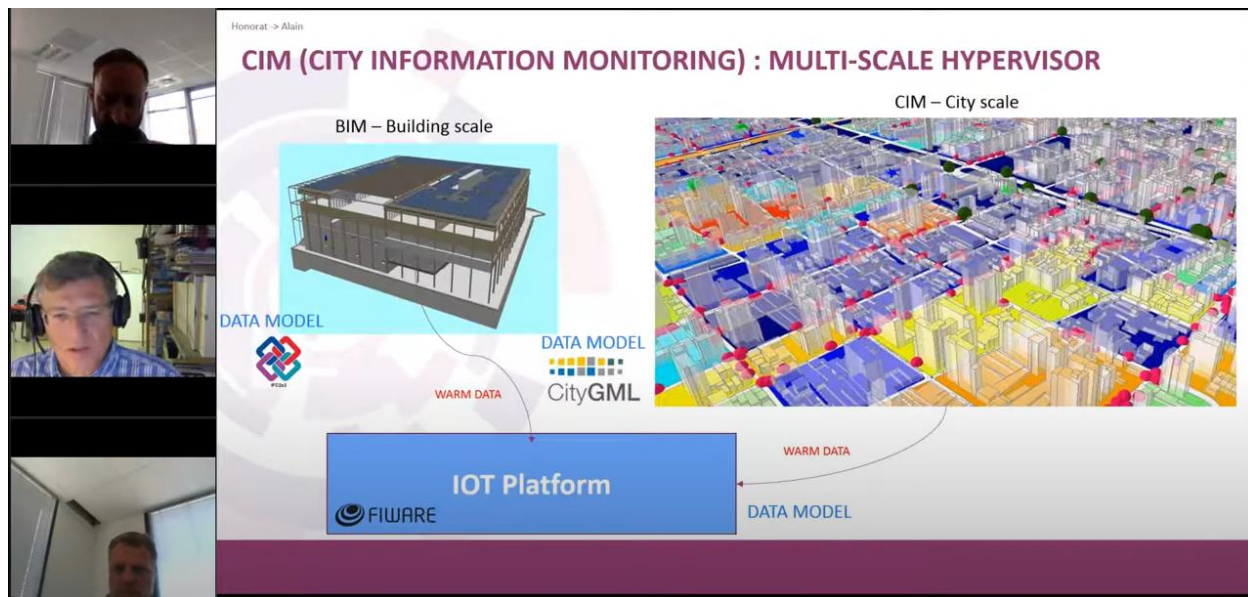 Honorat -> Alain
CIM (CITY INFORMATION MONITORING) : MULTI-SCALE HYPERVISOR
BIM – Building scale
CIM – City scale
DATA MODEL
IFC2x3
DATA MODEL
CityGML
WARM DATA
WARM DATA
IOT Platform
FIWARE
DATA MODEL